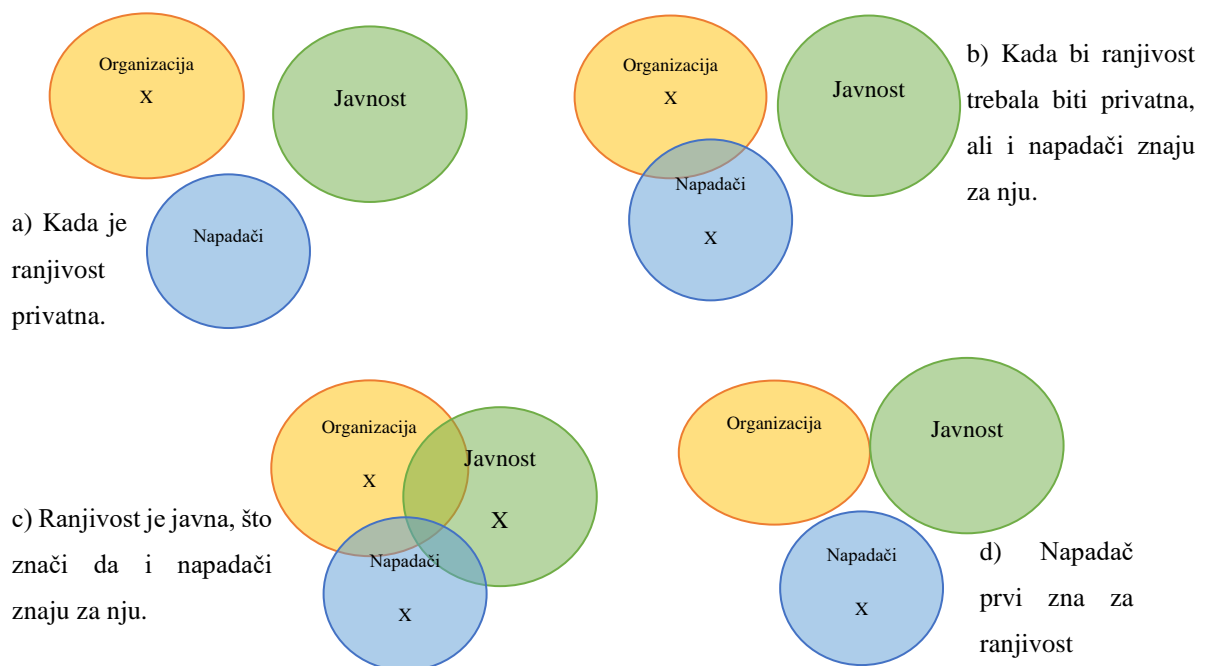 Organizacija
X
Javnost
Napadači
a) Kada je
ranjivost
privatna.
Organizacija
X
Javnost
Napadači
X
b) Kada bi ranjivost
trebala biti privatna,
ali i napadači znaju
za nju.
Organizacija
X
Javnost
X
Napadači
X
c) Ranjivost je javna, što
znači da i napadači
znaju za nju.
Organizacija
Javnost
Napadači
X
d) Napadač
prvi zna za
ranjivost